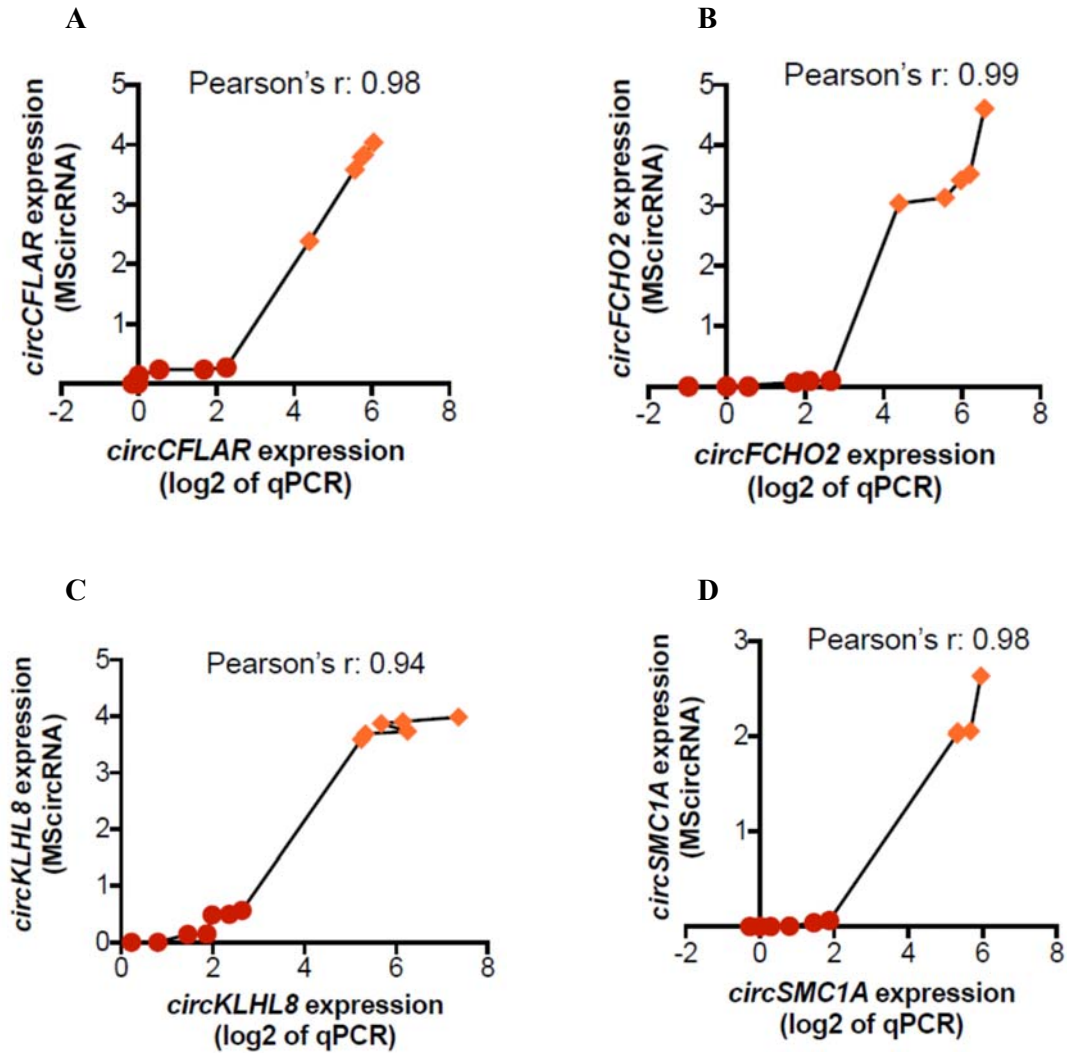 A
Pearson's r: 0.98
circCFLAR expression
(MScircRNA)
5
4
3
2
1
-2
0
2
4
6
8
circCFLAR expression
(log2 of qPCR)
B
Pearson's r: 0.99
circFCHO2 expression
(MScircRNA)
5
4
3
2
1
-2
0
2
4
6
8
circFCHO2 expression
(log2 of qPCR)
C
Pearson's r: 0.94
circKLHL8 expression
(MScircRNA)
5
4
3
2
1
0
0
2
4
6
8
circKLHL8 expression
(log2 of qPCR)
D
Pearson's r: 0.98
circSMC1A expression
(MScircRNA)
3
2
1
-2
0
2
4
6
8
circSMC1A expression
(log2 of qPCR)